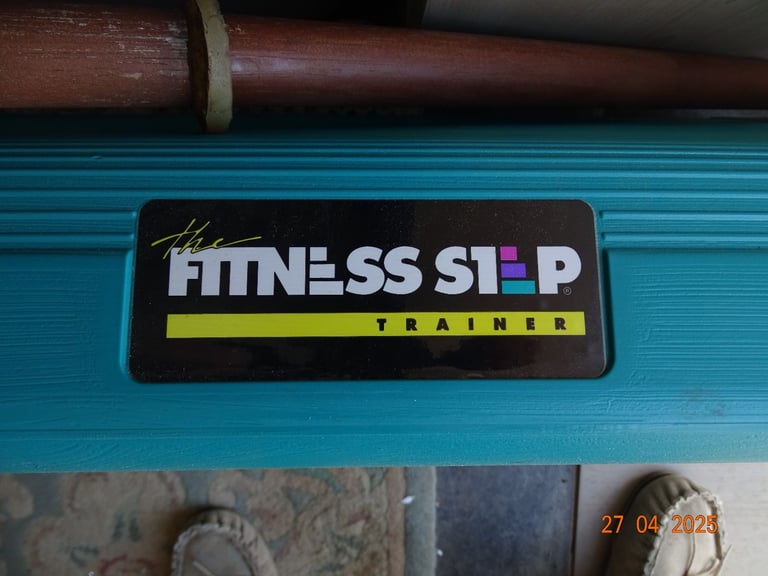 the
FITNESS STEP®
TRAINER
27 04 2025